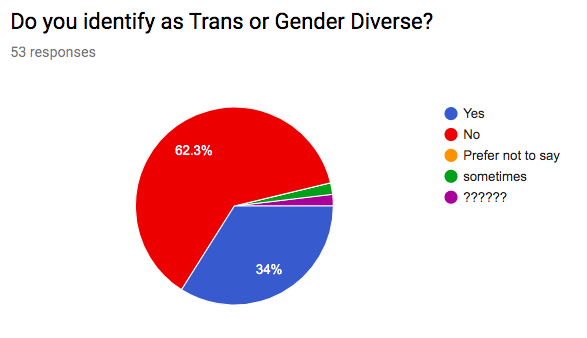 Do you identify as Trans or Gender Diverse?
53 responses
62.3%
34%
Yes
No
Prefer not to say
sometimes
??????